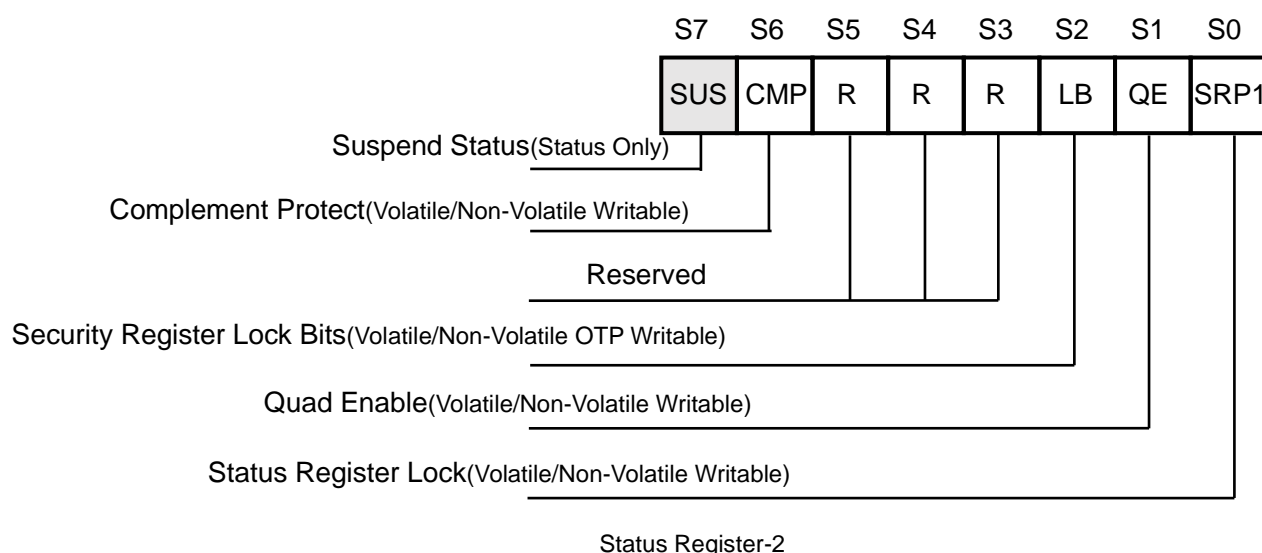 S7 S6 S5 S4 S3 S2 S1 S0
SUS CMP R R R LB QE SRP1
Suspend Status(Status Only)
Complement Protect(Volatile/Non-Volatile Writable)
Reserved
Security Register Lock Bits(Volatile/Non-Volatile OTP Writable)
Quad Enable(Volatile/Non-Volatile Writable)
Status Register Lock(Volatile/Non-Volatile Writable)
Status Register-2